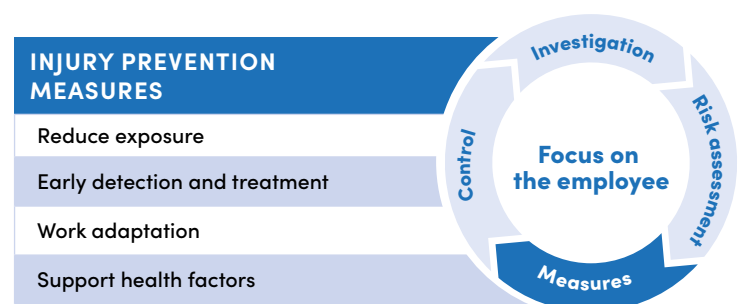 INJURY PREVENTION
MEASURES
Reduce exposure
Early detection and treatment
Work adaptation
Support health factors
Investigation
Risk assessment
Measures
Control
Focus on
the employee